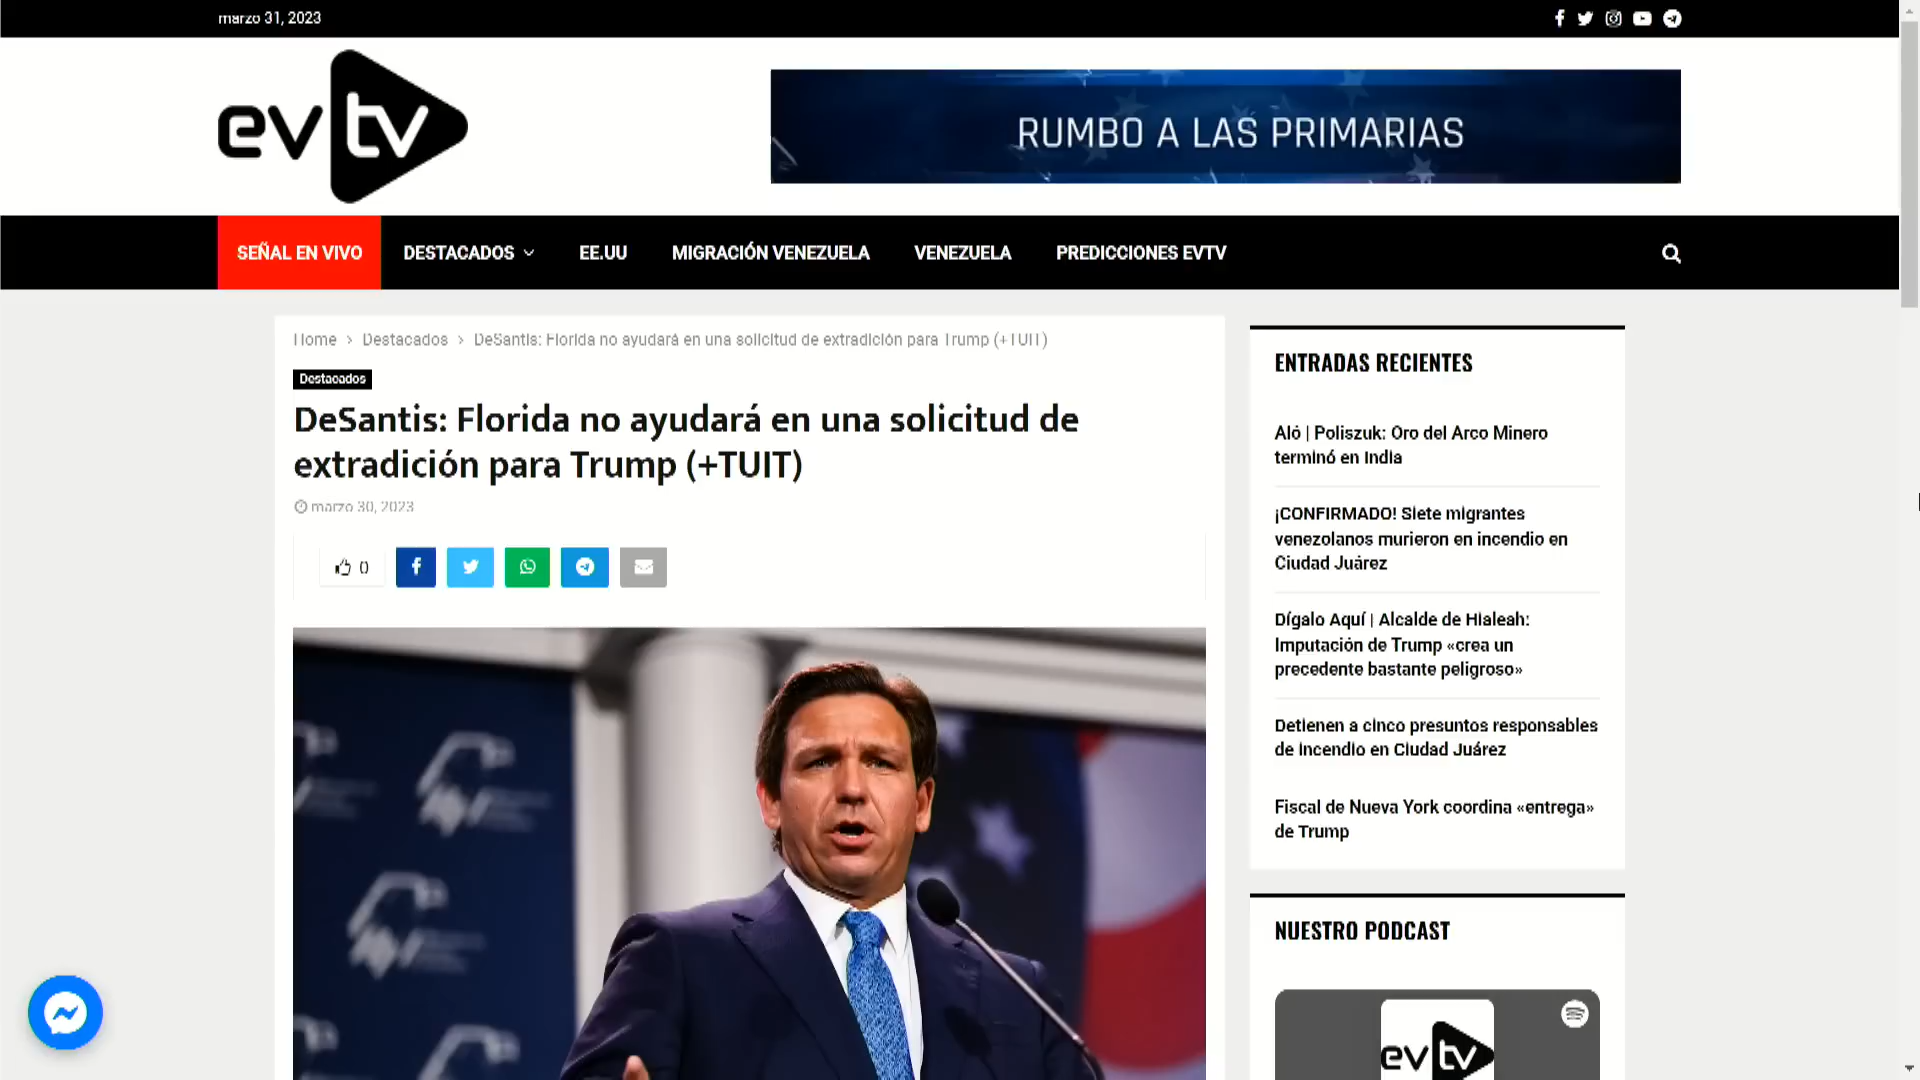 marzo 31, 2023
evtv
RUMBO A LAS PRIMARIAS
SEÑAL EN VIVO
DESTACADOS
EE.UU
MIGRACIÓN VENEZUELA
VENEZUELA
PREDICCIONES EVTV
Home > Destacados > DeSantis: Florida no ayudará en una solicitud de extradición para Trump (+TUIT)
Destacados
DeSantis: Florida no ayudará en una solicitud de
extradición para Trump (+TUIT)
marzo 30, 2023
0
ENTRADAS RECIENTES
Aló | Poliszuk: Oro del Arco Minero
terminó en India
¡CONFIRMADO! Siete migrantes
venezolanos murieron en incendio en
Ciudad Juárez
Dígalo Aquí | Alcalde de Hialeah:
Imputación de Trump «crea un
precedente bastante peligroso»
Detienen a cinco presuntos responsables
de incendio en Ciudad Juárez
Fiscal de Nueva York coordina «entrega»
de Trump
NUESTRO PODCAST
evtv